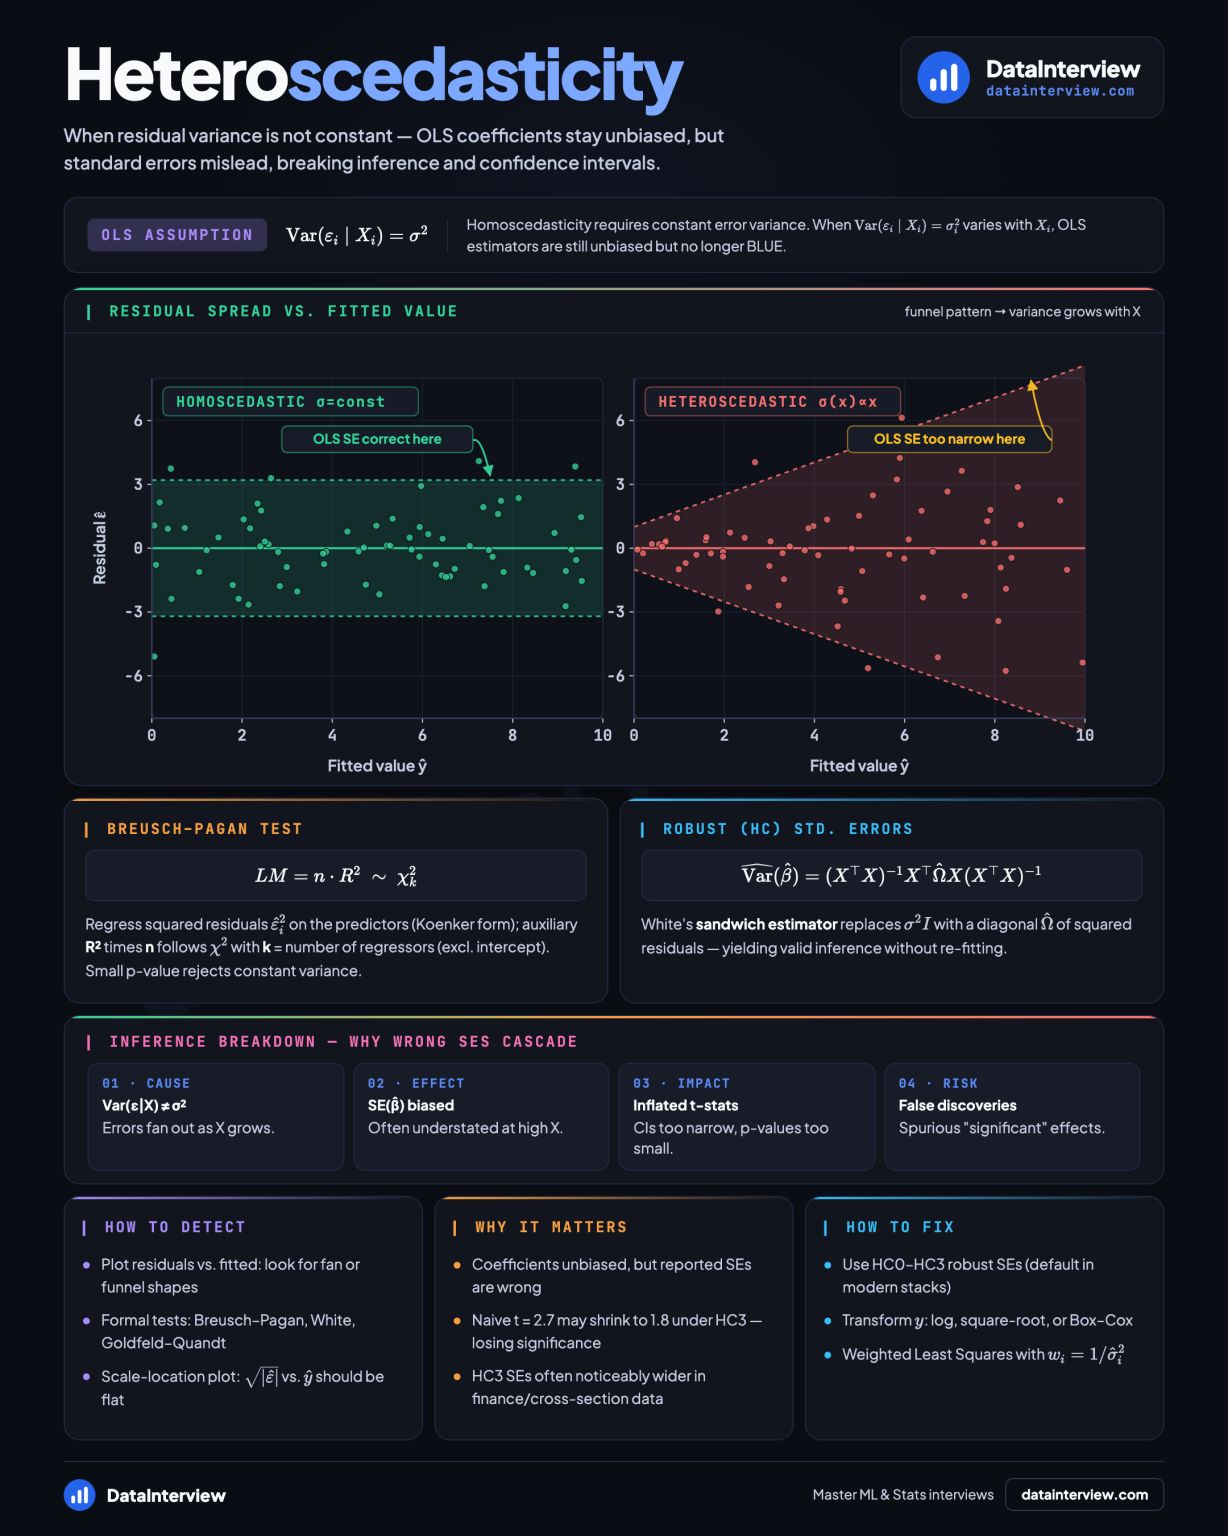 Heteroscedasticity
DataInterview
datainterview.com
When residual variance is not constant — OLS coefficients stay unbiased, but
standard errors mislead, breaking inference and confidence intervals.
OLS ASSUMPTION
Var(εᵢ | Xᵢ) = σ²
Homoscedasticity requires constant error variance. When Var(εᵢ | Xᵢ) = σᵢ² varies with Xᵢ, OLS
estimators are still unbiased but no longer BLUE.
RESIDUAL SPREAD VS. FITTED VALUE
funnel pattern → variance grows with X
HOMOSCEDASTIC σ=const
OLS SE correct here
Residual ε̂
6
3
0
-3
-6
0 2 4 6 8 10
Fitted value ŷ
HETEROSCEDASTIC σ(x)∝x
OLS SE too narrow here
6
3
0
-3
-6
0 2 4 6 8 10
Fitted value ŷ
BREUSCH-PAGAN TEST
LM = n · R² ∼ χ²ₖ
Regress squared residuals ε̂ᵢ² on the predictors (Koenker form); auxiliary
R² times n follows χ² with k = number of regressors (excl. intercept).
Small p-value rejects constant variance.
ROBUST (HC) STD. ERRORS
V̂ar(β̂) = (X⊤X)⁻¹X⊤Ω̂X(X⊤X)⁻¹
White's sandwich estimator replaces σ²I with a diagonal Ω̂ of squared
residuals — yielding valid inference without re-fitting.
INFERENCE BREAKDOWN — WHY WRONG SES CASCADE
01 · CAUSE
Var(ε|X) ≠ σ²
Errors fan out as X grows.
02 · EFFECT
SE(β̂) biased
Often understated at high X.
03 · IMPACT
Inflated t-stats
CIs too narrow, p-values too
small.
04 · RISK
False discoveries
Spurious "significant" effects.
HOW TO DETECT
Plot residuals vs. fitted: look for fan or
funnel shapes
Formal tests: Breusch–Pagan, White,
Goldfeld–Quandt
Scale-location plot: √|ε̂| vs. ŷ should be
flat
WHY IT MATTERS
Coefficients unbiased, but reported SEs
are wrong
Naive t = 2.7 may shrink to 1.8 under HC3 —
losing significance
HC3 SEs often noticeably wider in
finance/cross-section data
HOW TO FIX
Use HC0–HC3 robust SEs (default in
modern stacks)
Transform y: log, square-root, or Box–Cox
Weighted Least Squares with wᵢ = 1/σ̂ᵢ²
DataInterview
Master ML & Stats interviews
datainterview.com